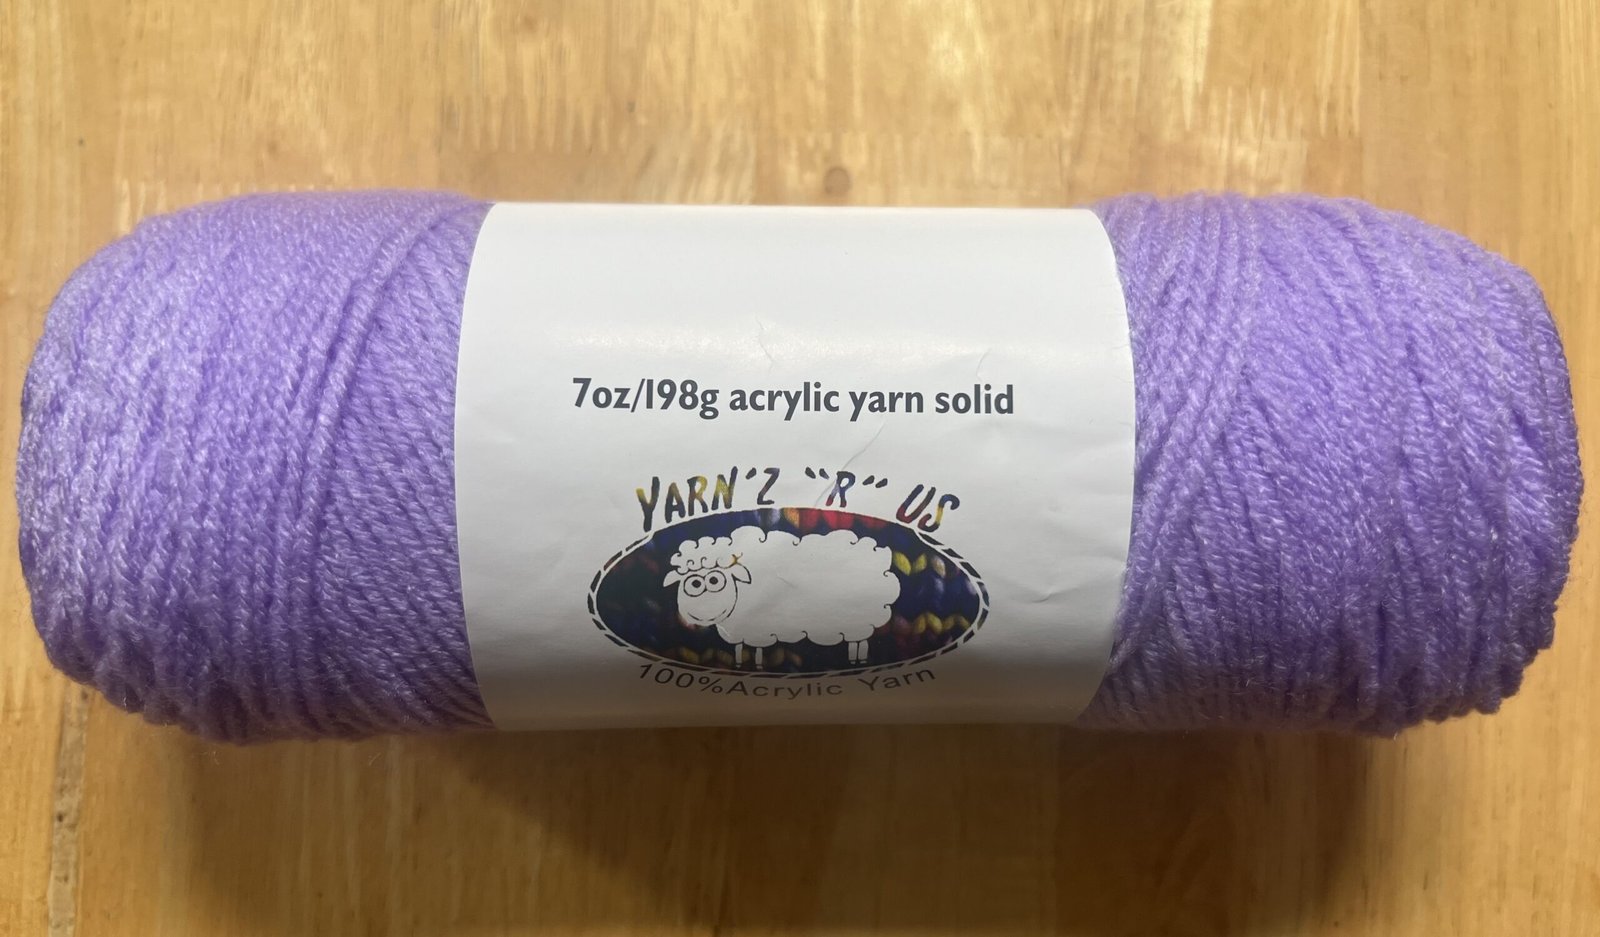 7oz/198g acrylic yarn solid
YARN'Z "R" US
100%Acrylic Yarn